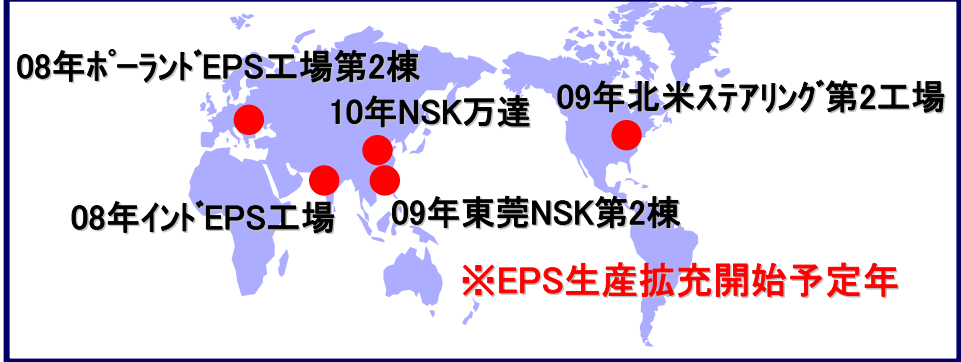 08年ﾎﾟｰﾗﾝﾄﾞEPS工場第2棟
10年NSK万達
09年北米ｽﾃｱﾘﾝｸﾞ第2工場
08年ｲﾝﾄﾞEPS工場
09年東莞NSK第2棟
※EPS生産拡充開始予定年